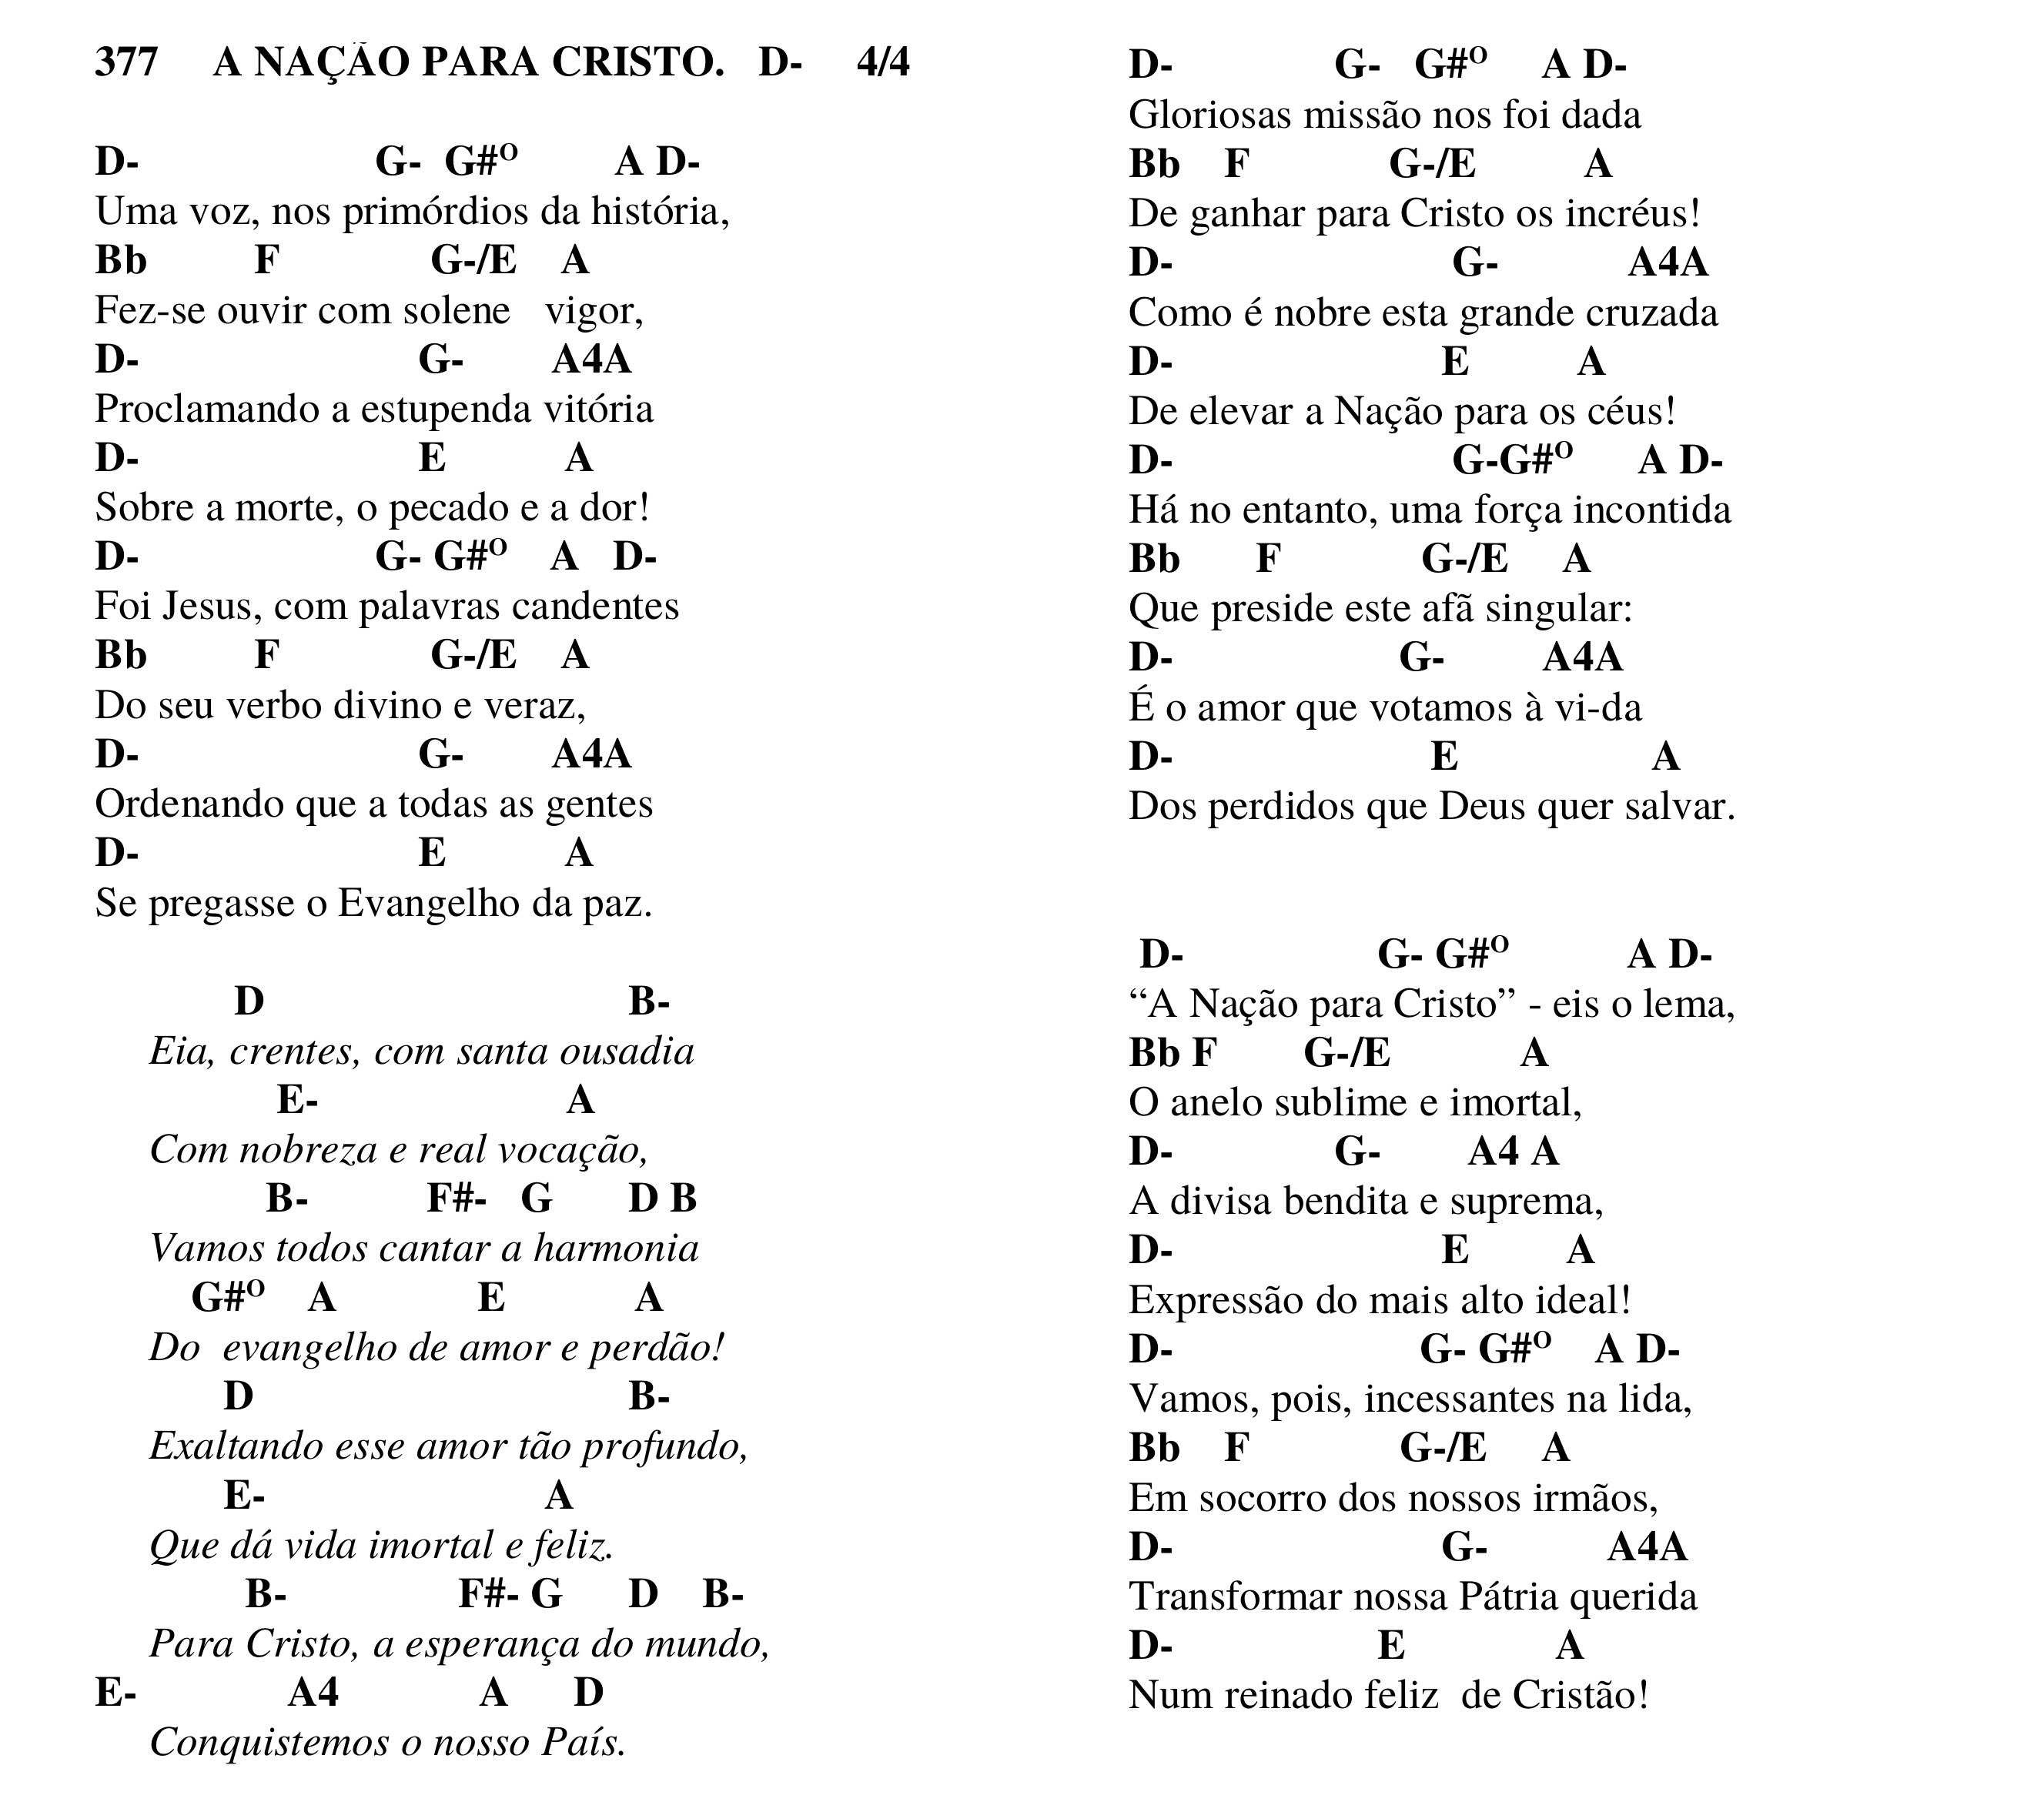 377 A NAÇÃO PARA CRISTO. D- 4/4
D- G- G#º A D-
Uma voz, nos primórdios da história,
Bb F G-/E A
Fez-se ouvir com solene vigor,
D- G- A4A
Proclamando a estupenda vitória
D- E A
Sobre a morte, o pecado e a dor!
D- G- G#º A D-
Foi Jesus, com palavras candentes
Bb F G-/E A
Do seu verbo divino e veraz,
D- G- A4A
Ordenando que a todas as gentes
D- E A
Se pregasse o Evangelho da paz.
D B-
Eia, crentes, com santa ousadia
E- A
Com nobreza e real vocação,
B- F#- G D B
Vamos todos cantar a harmonia
G#º A E A
Do evangelho de amor e perdão!
D B-
Exaltando esse amor tão profundo,
E- A
Que dá vida imortal e feliz.
B- F#- G D B-
Para Cristo, a esperança do mundo,
E- A4 A D
Conquistemos o nosso País.
D- G- G#º A D-
Gloriosas missão nos foi dada
Bb F G-/E A
De ganhar para Cristo os incréus!
D- G- A4A
Como é nobre esta grande cruzada
D- E A
De elevar a Nação para os céus!
D- G-G#º A D-
Há no entanto, uma força incontida
Bb F G-/E A
Que preside este afã singular:
D- G- A4A
É o amor que votamos à vi-da
D- E A
Dos perdidos que Deus quer salvar.
D- G- G#º A D-
“A Nação para Cristo” - eis o lema,
Bb F G-/E A
O anelo sublime e imortal,
D- G- A4 A
A divisa bendita e suprema,
D- E A
Expressão do mais alto ideal!
D- G- G#º A D-
Vamos, pois, incessantes na lida,
Bb F G-/E A
Em socorro dos nossos irmãos,
D- G- A4A
Transformar nossa Pátria querida
D- E A
Num reinado feliz de Cristão!